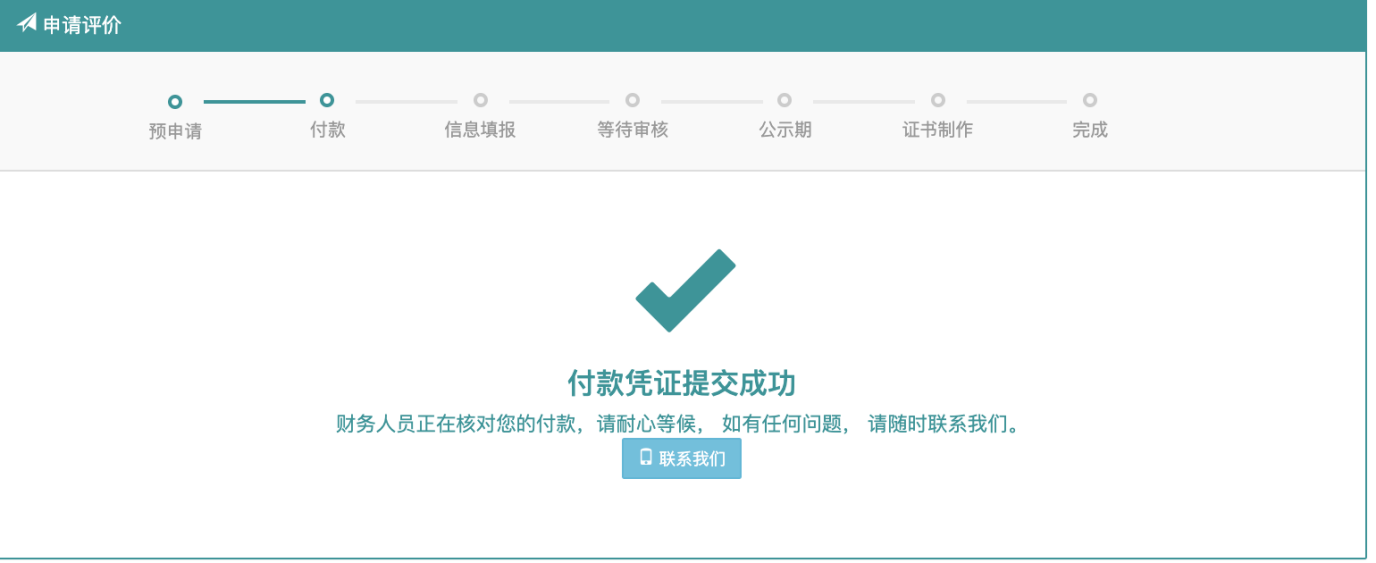 申请评价
预申请 付款 信息填报 等待审核 公示期 证书制作 完成
付款凭证提交成功
财务人员正在核对您的付款，请耐心等候， 如有任何问题， 请随时联系我们。
联系我们